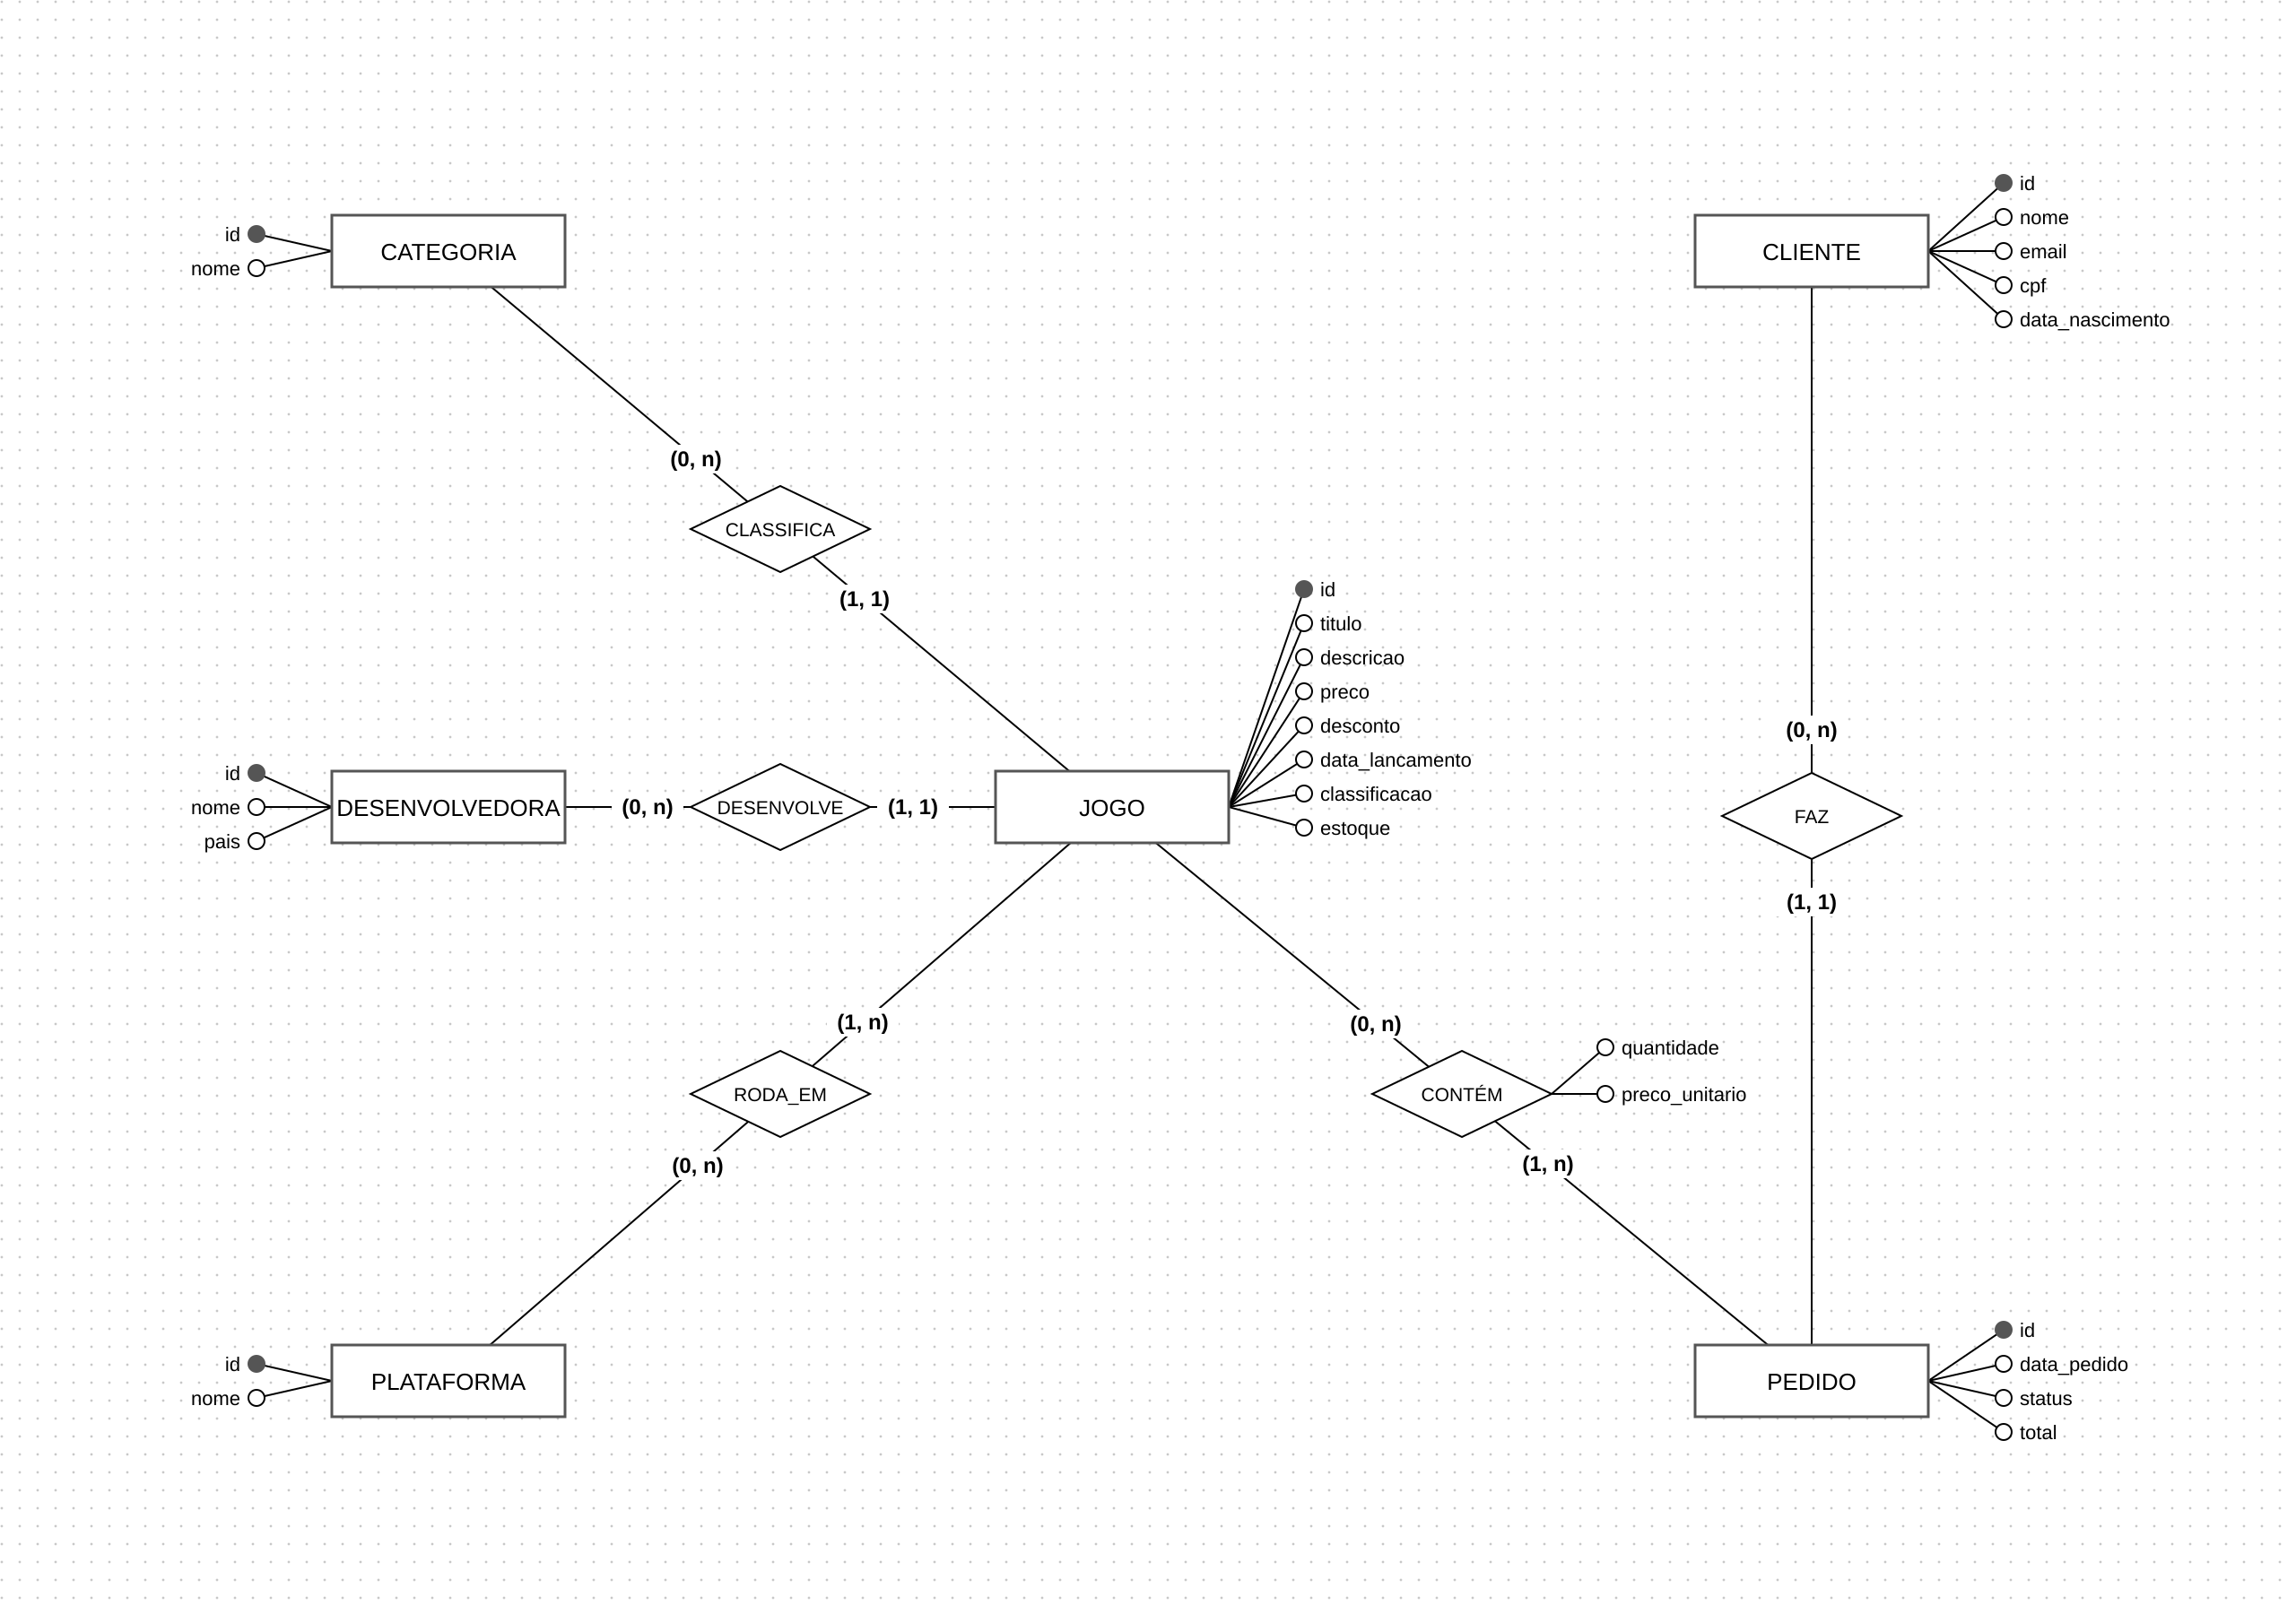 id
nome
CATEGORIA
CLIENTE
id
nome
email
cpf
data_nascimento
(0, n)
CLASSIFICA
(1, 1)
id
titulo
descricao
preco
desconto
data_lancamento
classificacao
estoque
id
nome
pais
DESENVOLVEDORA
(0, n)
DESENVOLVE
(1, 1)
JOGO
(0, n)
FAZ
(1, 1)
(1, n)
RODA_EM
(0, n)
(0, n)
CONTÉM
quantidade
preco_unitario
(1, n)
id
nome
PLATAFORMA
PEDIDO
id
data_pedido
status
total